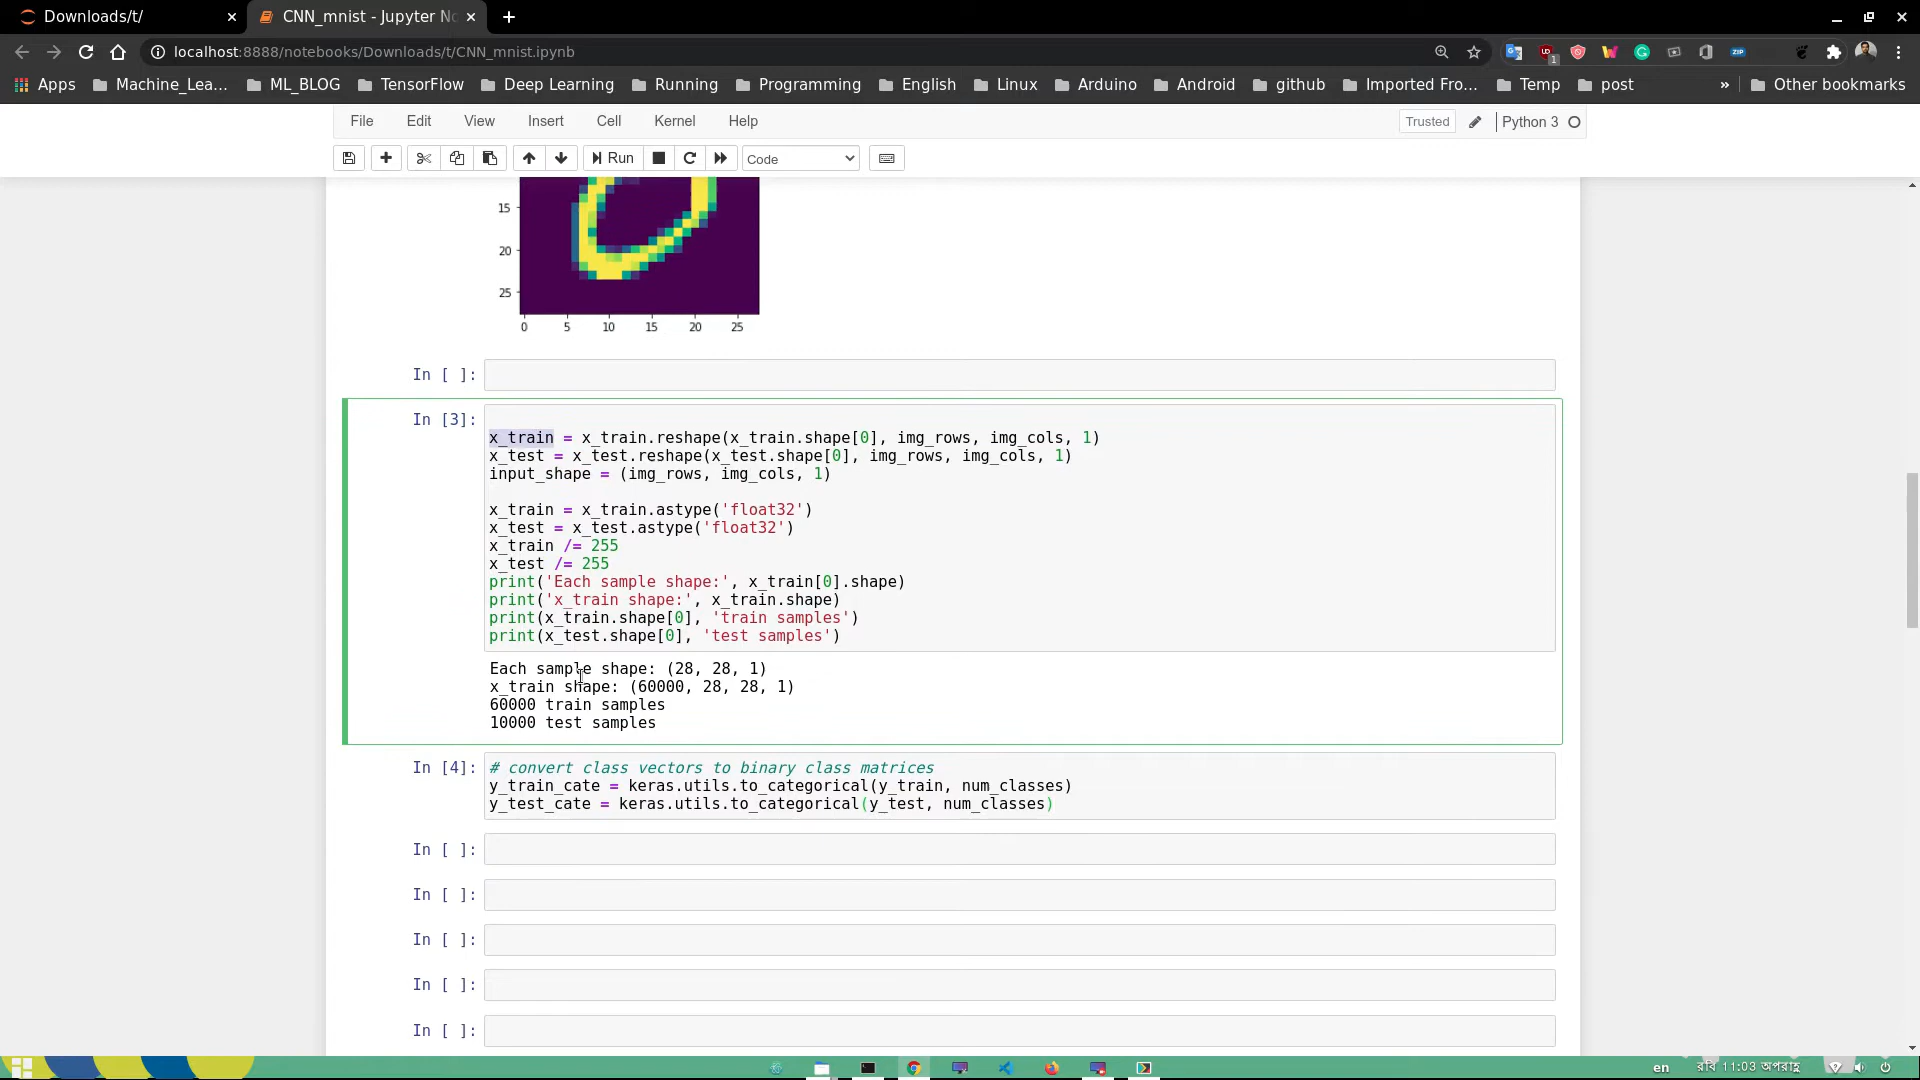 Downloads/t/
CNN_mnist - Jupyter No
localhost:8888/notebooks/Downloads/t/CNN_mnist.ipynb
Apps Machine_Lea... ML_BLOG TensorFlow Deep Learning Running Programming English Linux Arduino Android github Imported Fro... Temp post » Other bookmarks
File Edit View Insert Cell Kernel Help Trusted Python 3
Run Code
15
20
25
0 5 10 15 20 25
In [ ]:
In [3]:
x_train = x_train.reshape(x_train.shape[0], img_rows, img_cols, 1)
x_test = x_test.reshape(x_test.shape[0], img_rows, img_cols, 1)
input_shape = (img_rows, img_cols, 1)
x_train = x_train.astype('float32')
x_test = x_test.astype('float32')
x_train /= 255
x_test /= 255
print('Each sample shape:', x_train[0].shape)
print('x_train shape:', x_train.shape)
print(x_train.shape[0], 'train samples')
print(x_test.shape[0], 'test samples')
Each sample shape: (28, 28, 1)
x_train shape: (60000, 28, 28, 1)
60000 train samples
10000 test samples
In [4]: # convert class vectors to binary class matrices
y_train_cate = keras.utils.to_categorical(y_train, num_classes)
y_test_cate = keras.utils.to_categorical(y_test, num_classes)
In [ ]:
In [ ]:
In [ ]:
In [ ]:
In [ ]:
en রবি 11:03 অপরাহ্ণ